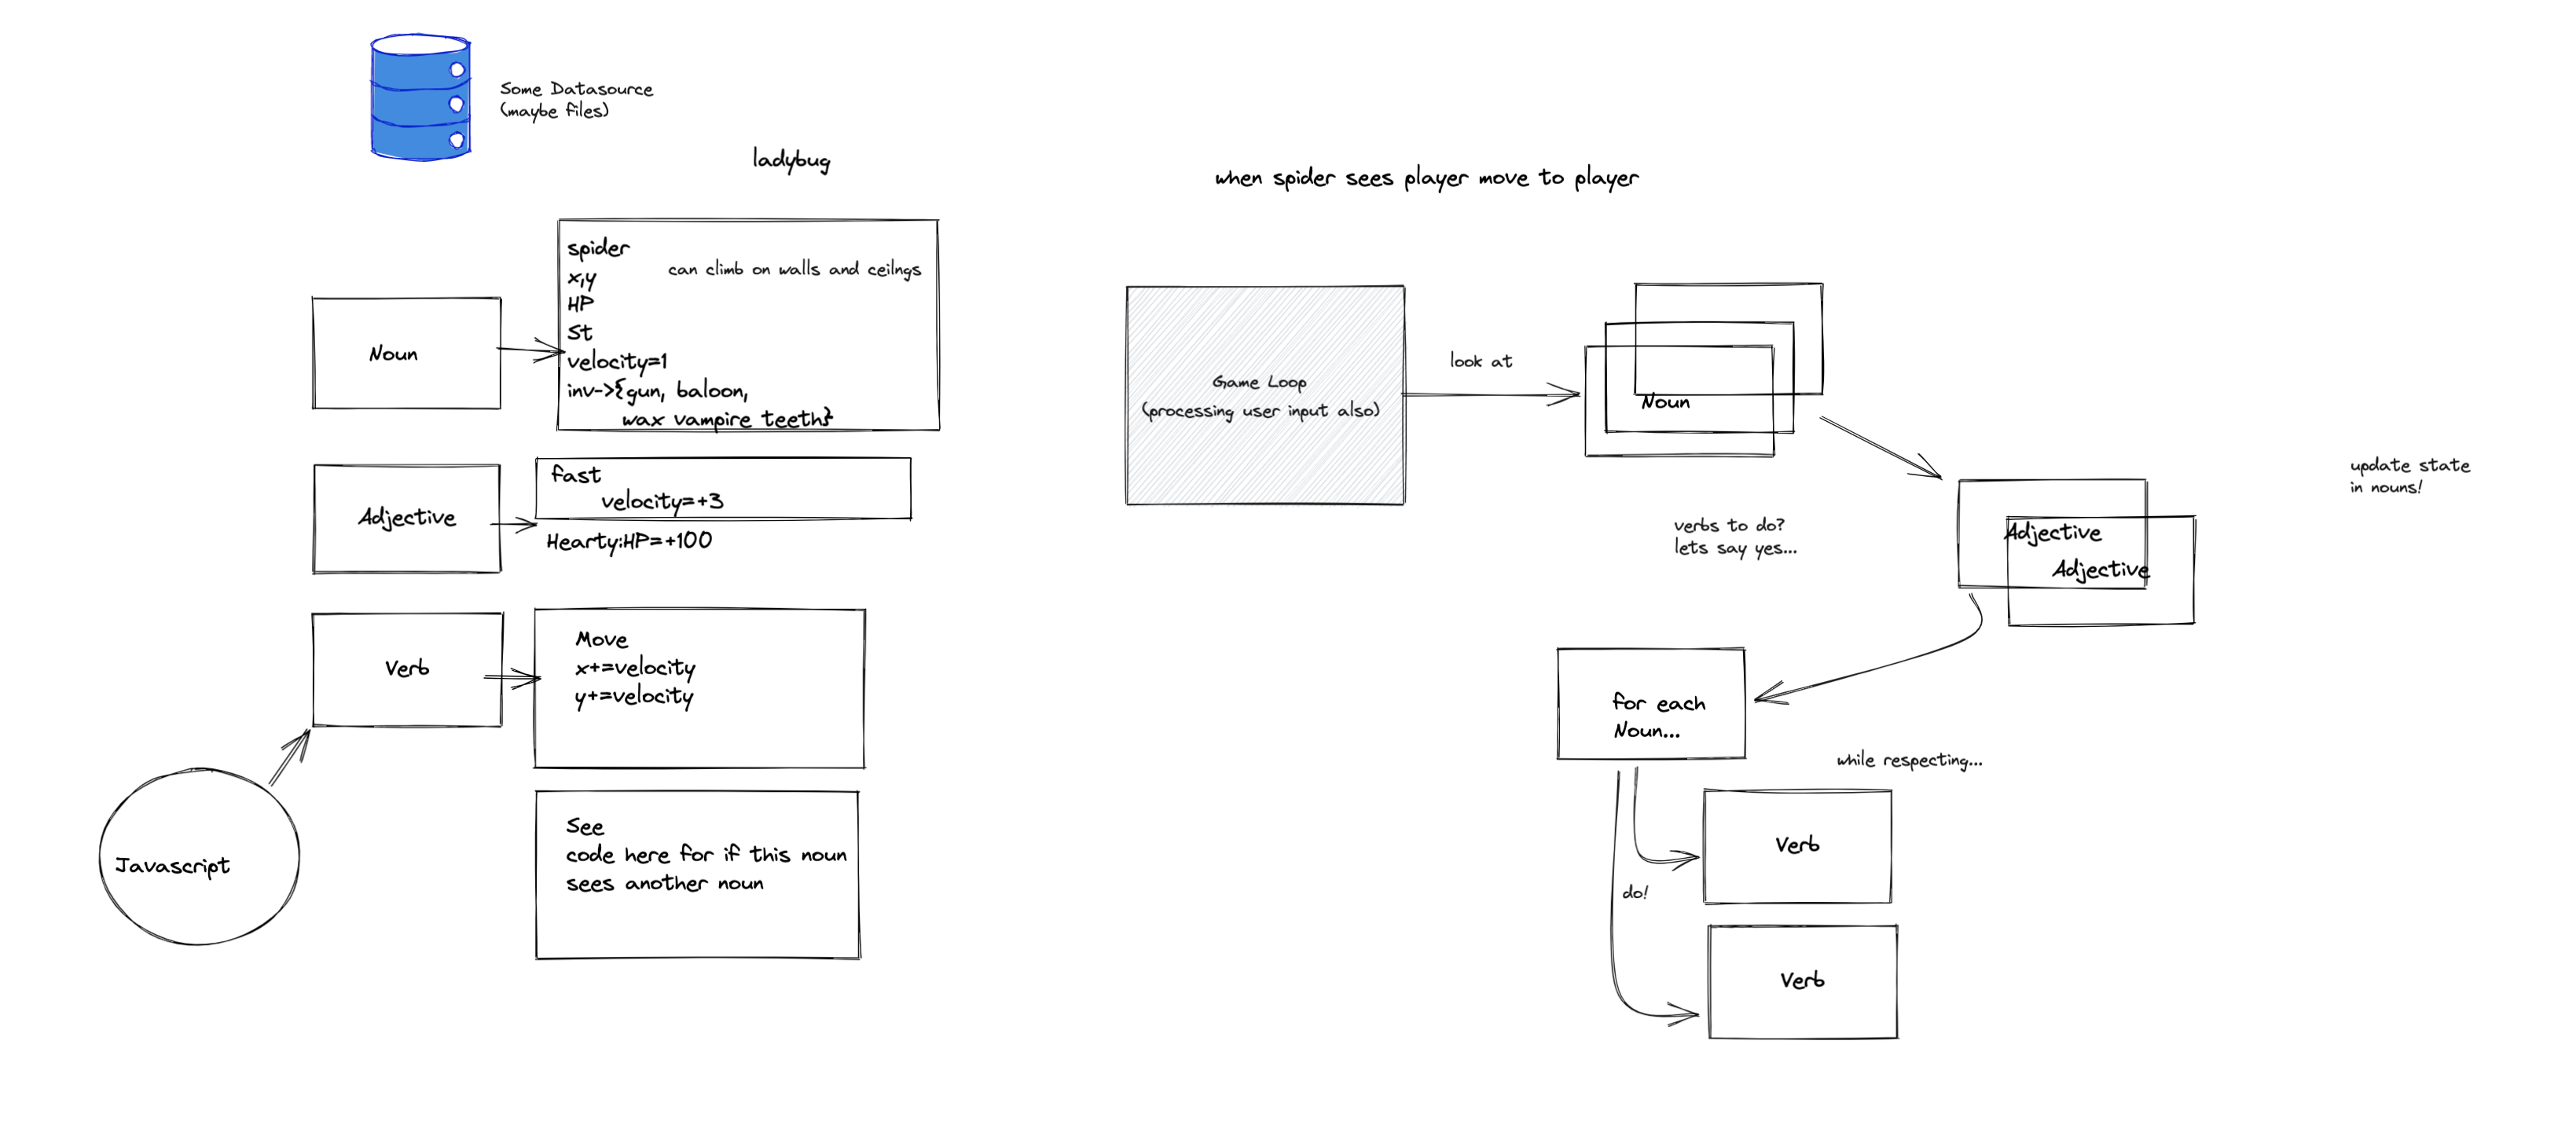 Some Datasource
(maybe files)
ladybug
spider
can climb on walls and ceilngs
x,y
HP
St
velocity=1
inv->{gun, baloon,
wax vampire teeth}
Noun
fast
velocity=+3
Adjective
Hearty:HP=+100
Verb
Move
x+=velocity
y+=velocity
Javascript
See
code here for if this noun
sees another noun
when spider sees player move to player
Game Loop
(processing user input also)
look at
Noun
update state
in nouns!
verbs to do?
lets say yes...
Adjective
Adjective
for each
Noun...
while respecting...
Verb
do!
Verb